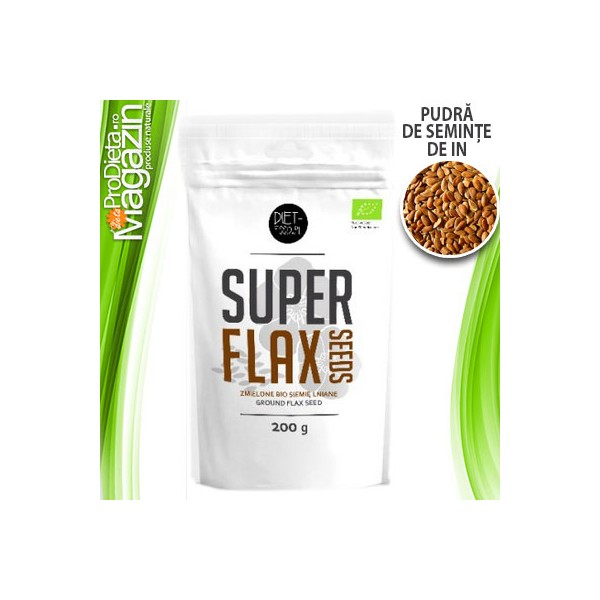 ProDieta.ro
Magazin
produse naturale
PUDRĂ
DE SEMINȚE
DE IN
DIET-
FOOD.PL
SUPER
FLAX
SEEDS
ZMIELONE BIO SIEMIĘ LNIANE
GROUND FLAX SEED
200 g